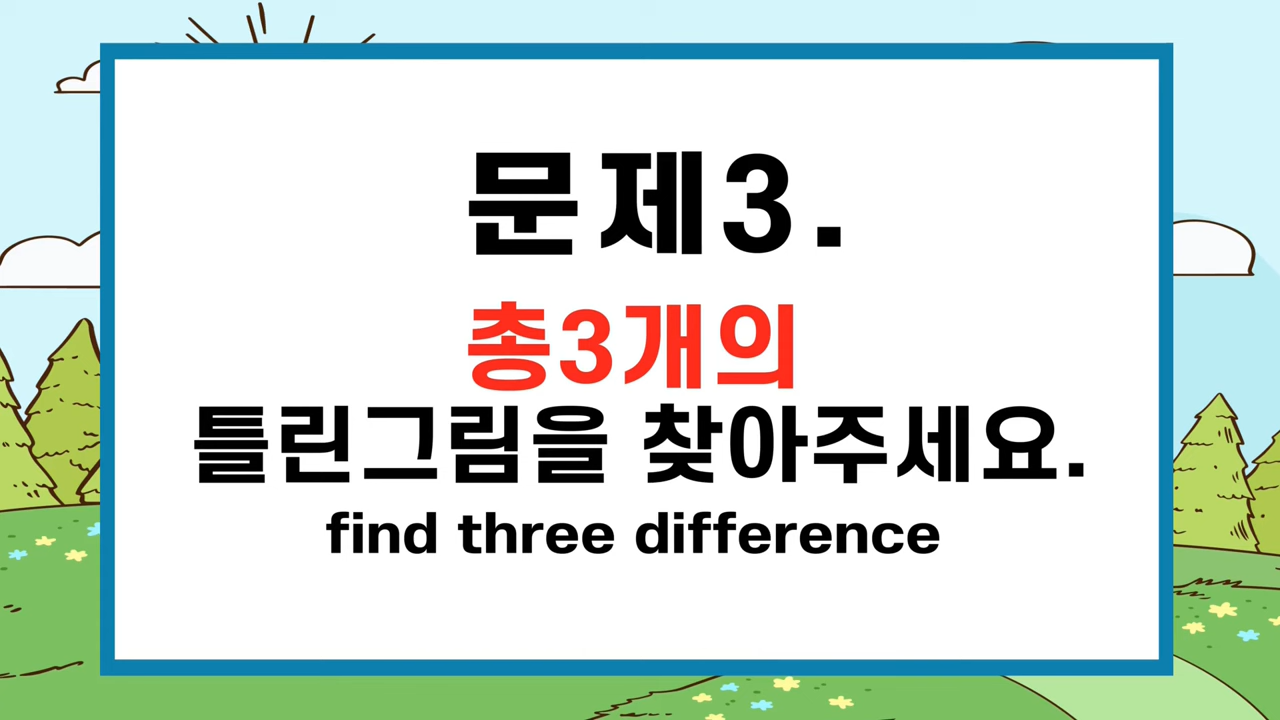 문제3.
총3개의
틀린그림을 찾아주세요.
find three difference